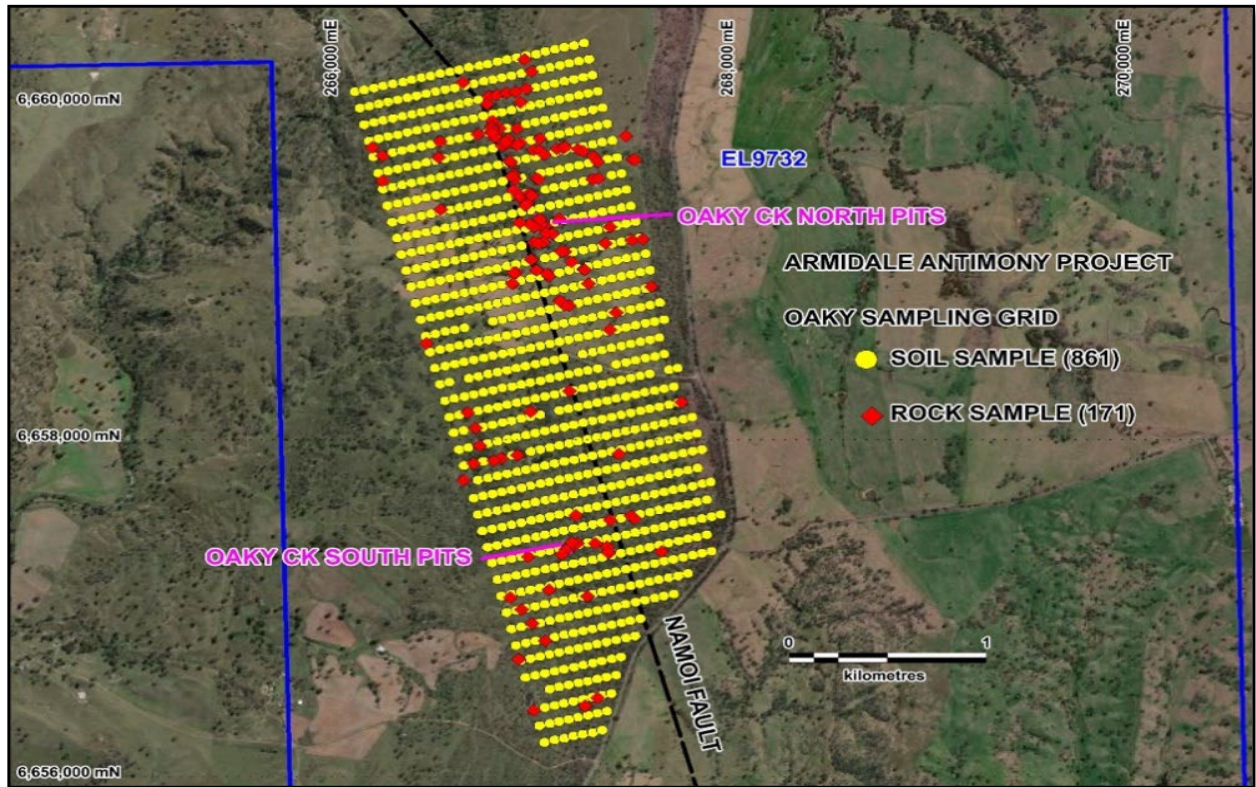 266,000 mE
268,000 mE
270,000 mE
6,660,000 mN
EL9732
OAKY CK NORTH PITS
ARMIDALE ANTIMONY PROJECT
OAKY SAMPLING GRID
SOIL SAMPLE (861)
ROCK SAMPLE (171)
6,658,000 mN
OAKY CK SOUTH PITS
NAMOI FAULT
0 1
kilometres
6,656,000 mN